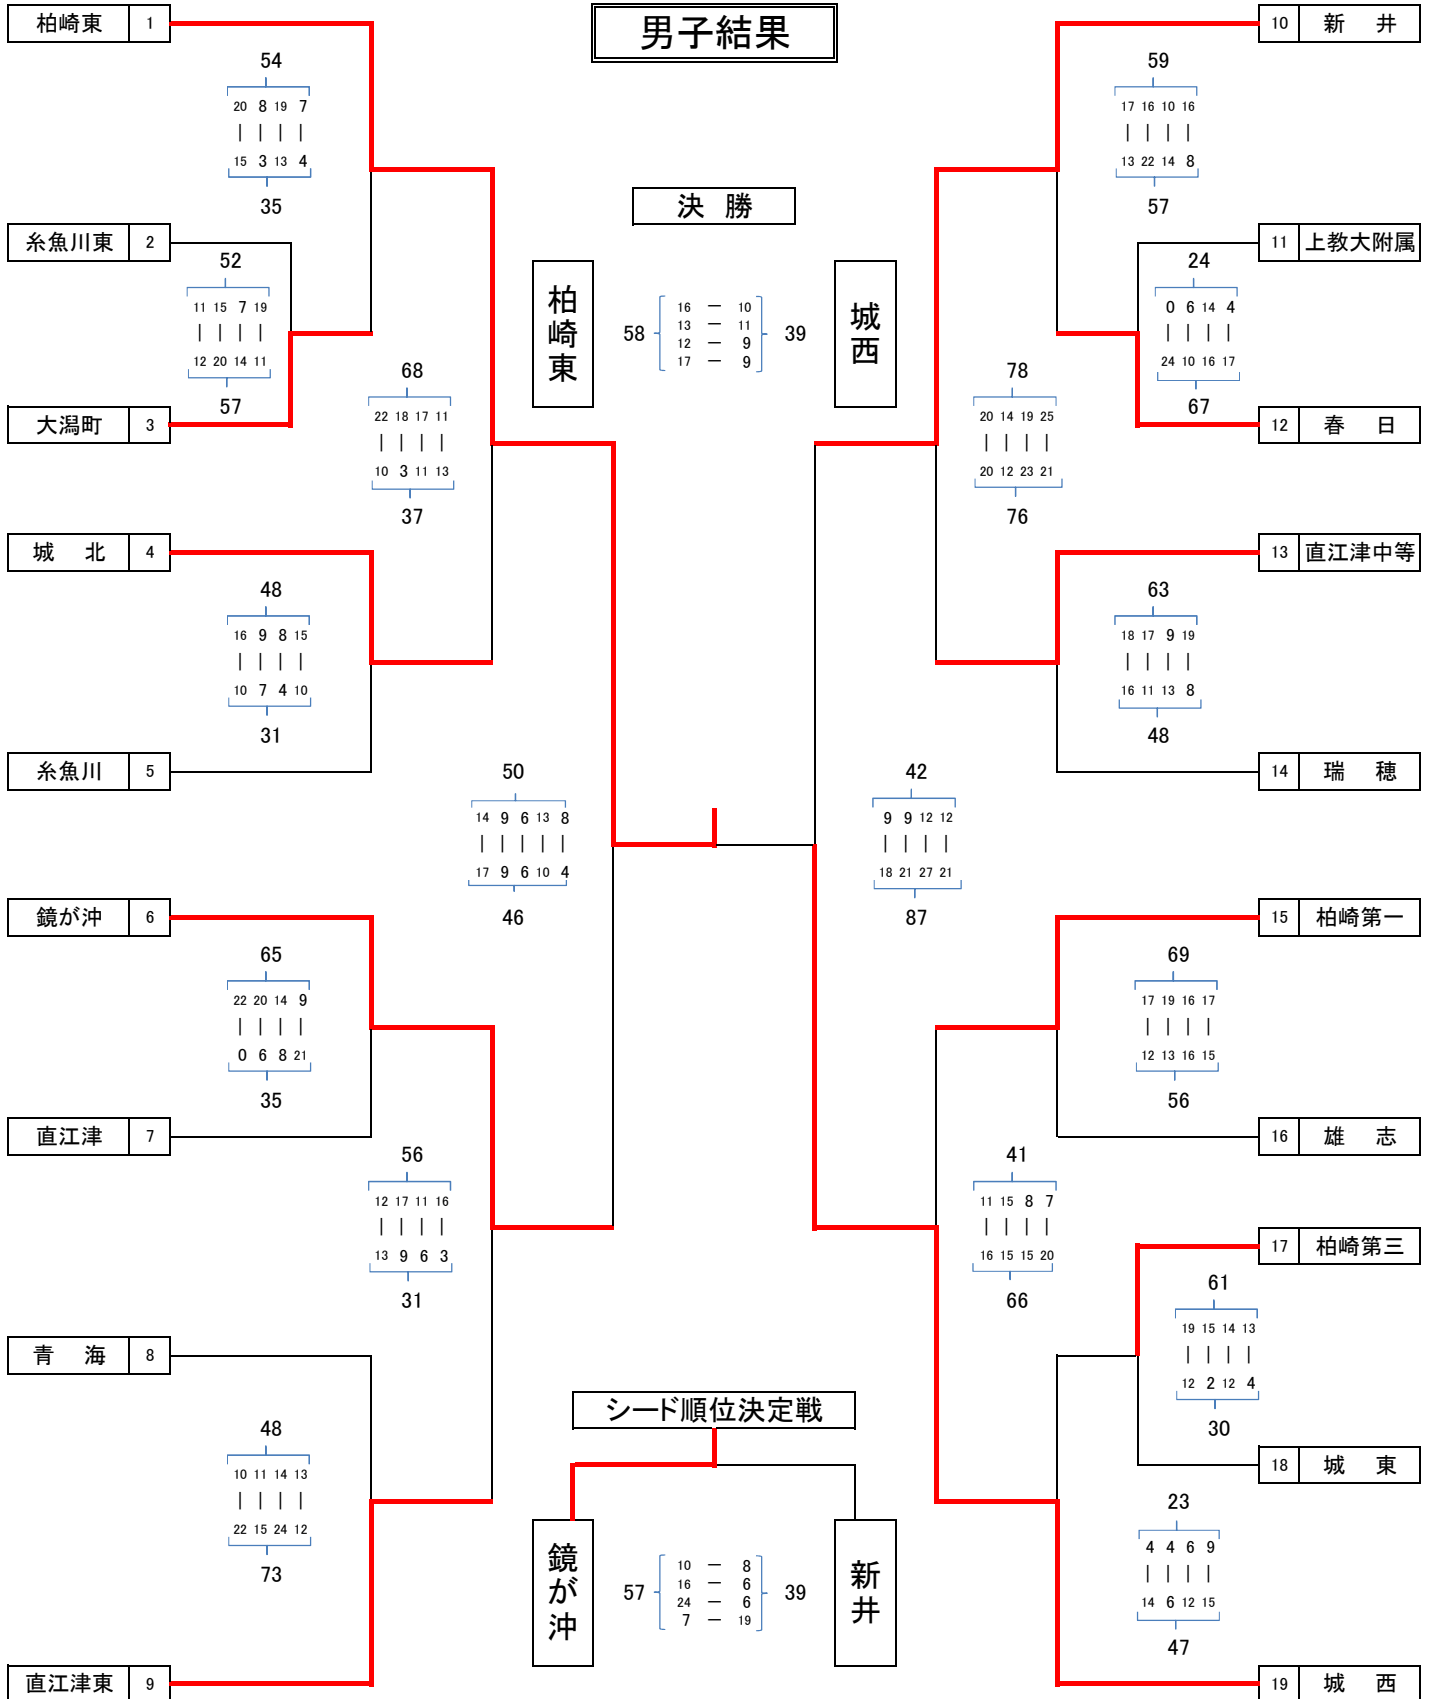 男子結果
柏崎東 1
54
20 8 19 7
15 3 13 4
35
糸魚川東 2
52
11 15 7 19
12 20 14 11
57
大潟町 3
68
22 18 17 11
10 3 11 13
37
城 北 4
48
16 9 8 15
10 7 4 10
31
糸魚川 5
50
14 9 6 13 8
17 9 6 10 4
46
鏡が沖 6
65
22 20 14 9
0 6 8 21
35
直江津 7
56
12 17 11 16
13 9 6 3
31
青 海 8
48
10 11 14 13
22 15 24 12
73
直江津東 9
決 勝
柏崎東
城西
58
16 ー 10
13 ー 11
12 ー 9
17 ー 9
39
シード順位決定戦
鏡が沖
新井
57
10 ー 8
16 ー 6
24 ー 6
7 ー 19
39
10 新 井
59
17 16 10 16
13 22 14 8
57
11 上教大附属
24
0 6 14 4
24 10 16 17
67
12 春 日
78
20 14 19 25
20 12 23 21
76
13 直江津中等
63
18 17 9 19
16 11 13 8
48
14 瑞 穂
42
9 9 12 12
18 21 27 21
87
15 柏崎第一
69
17 19 16 17
12 13 16 15
56
16 雄 志
41
11 15 8 7
16 15 15 20
66
17 柏崎第三
61
19 15 14 13
12 2 12 4
30
18 城 東
23
4 4 6 9
14 6 12 15
47
19 城 西